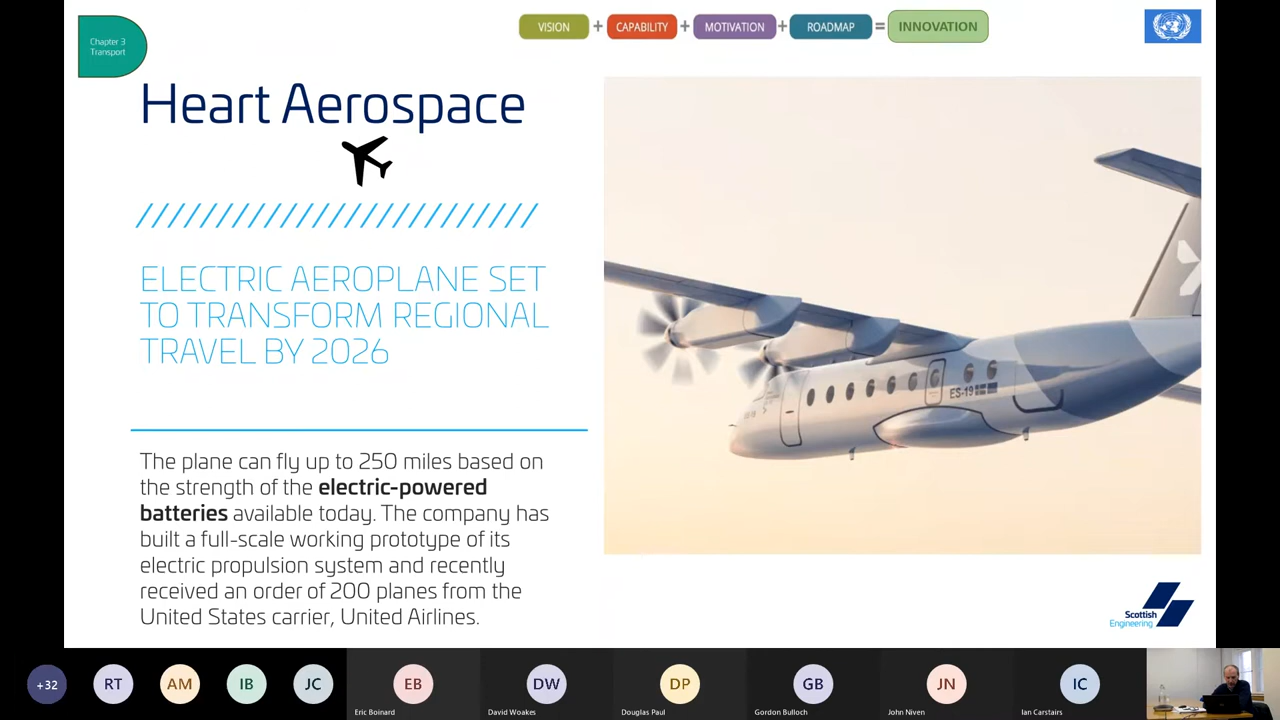 Chapter 3
Transport
VISION + CAPABILITY + MOTIVATION + ROADMAP = INNOVATION
Heart Aerospace
ELECTRIC AEROPLANE SET
TO TRANSFORM REGIONAL
TRAVEL BY 2026
The plane can fly up to 250 miles based on
the strength of the electric-powered
batteries available today. The company has
built a full-scale working prototype of its
electric propulsion system and recently
received an order of 200 planes from the
United States carrier, United Airlines.
ES-19
Scottish
Engineering
+32
RT
AM
IB
JC
EB
Eric Boinard
DW
David Woakes
DP
Douglas Paul
GB
Gordon Bulloch
JN
John Niven
IC
Ian Carstairs